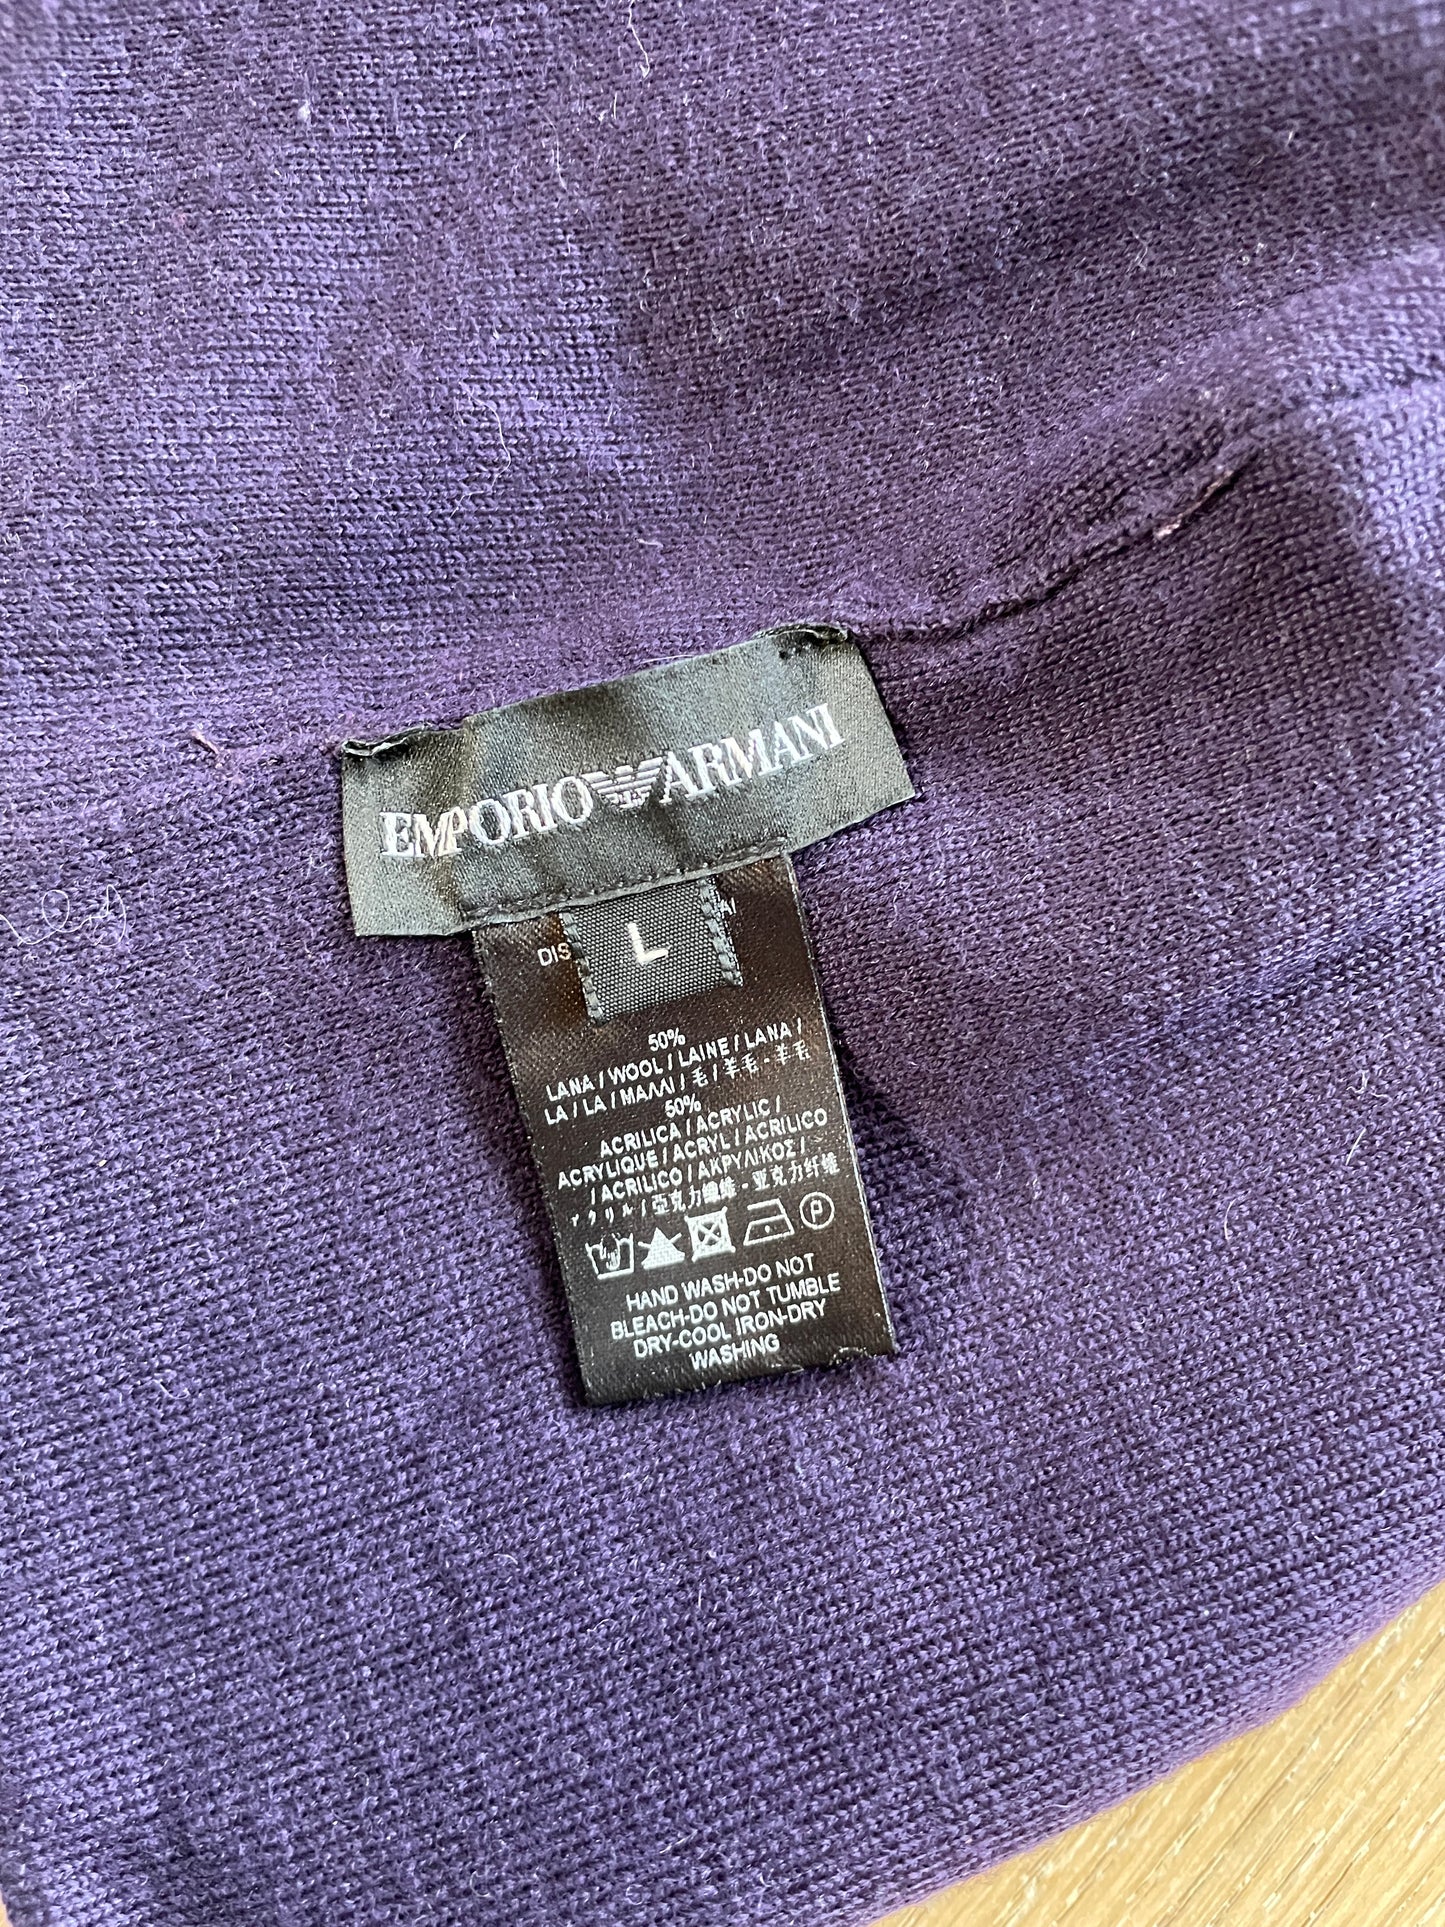 EMPORIO ARMANI
L
DIS
AI
50%
LANA / WOOL / LAINE / LANA /
LA / LA / ΜΑΛΛΙ / 毛 / 羊毛 - 羊毛
50%
ACRILICA / ACRYLIC /
ACRYLIQUE / ACRYL / ACRILICO
/ ACRILICO / ΑΚΡΥΛΙΚΟΣ /
アクリル / 亞克力纖維 - 亚克力纤维
P
HAND WASH-DO NOT
BLEACH-DO NOT TUMBLE
DRY-COOL IRON-DRY
WASHING